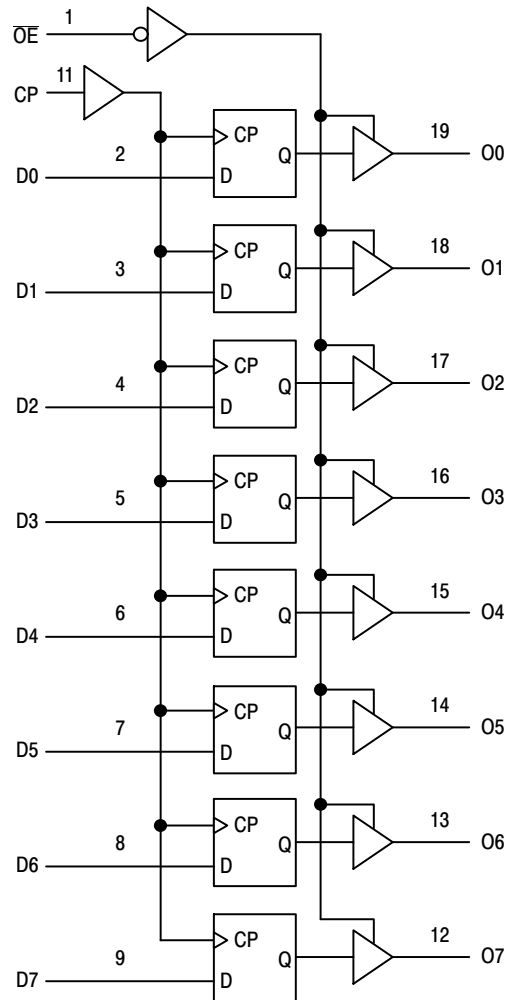 1
OE
11
CP
2 CP Q 19 O0
D0 D
3 CP Q 18 O1
D1 D
4 CP Q 17 O2
D2 D
5 CP Q 16 O3
D3 D
6 CP Q 15 O4
D4 D
7 CP Q 14 O5
D5 D
8 CP Q 13 O6
D6 D
9 CP Q 12 O7
D7 D